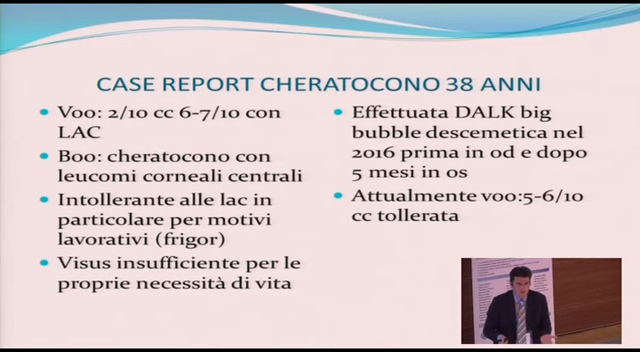 CASE REPORT CHERATOCONO 38 ANNI
Voo: 2/10 cc 6-7/10 con
LAC
Boo: cheratocono con
leucomi corneali centrali
Intollerante alle lac in
particolare per motivi
lavorativi (frigor)
Visus insufficiente per le
proprie necessità di vita
Effettuata DALK big
bubble descemetica nel
2016 prima in od e dopo
5 mesi in os
Attualmente voo:5-6/10
cc tollerata